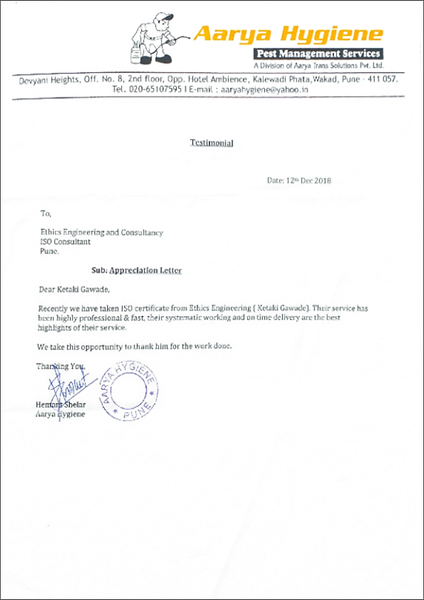 Aarya Hygiene
Pest Management Services
A Division of Aarya Trans Solutions Pvt. Ltd.
Devyani Heights, Off. No. 8, 2nd floor, Opp. Hotel Ambience, Kalewadi Phata, Wakad, Pune - 411 057.
Tel. 020-65107595 I E-mail : aaryahygiene@yahoo.in
Testimonial
Date: 12th Dec 2018
To,
Ethics Engineering and Consultancy
ISO Consultant
Pune.
Sub: Appreciation Letter
Dear Ketaki Gawade,
Recently we have taken ISO certificate from Ethics Engineering ( Ketaki Gawade). Their service has
been highly professional & fast, their systematic working and on time delivery are the best
highlights of their service.
We take this opportunity to thank him for the work done.
Thanking You,
AARYA HYGIENE
PUNE
Shelar
Aarya Hygiene